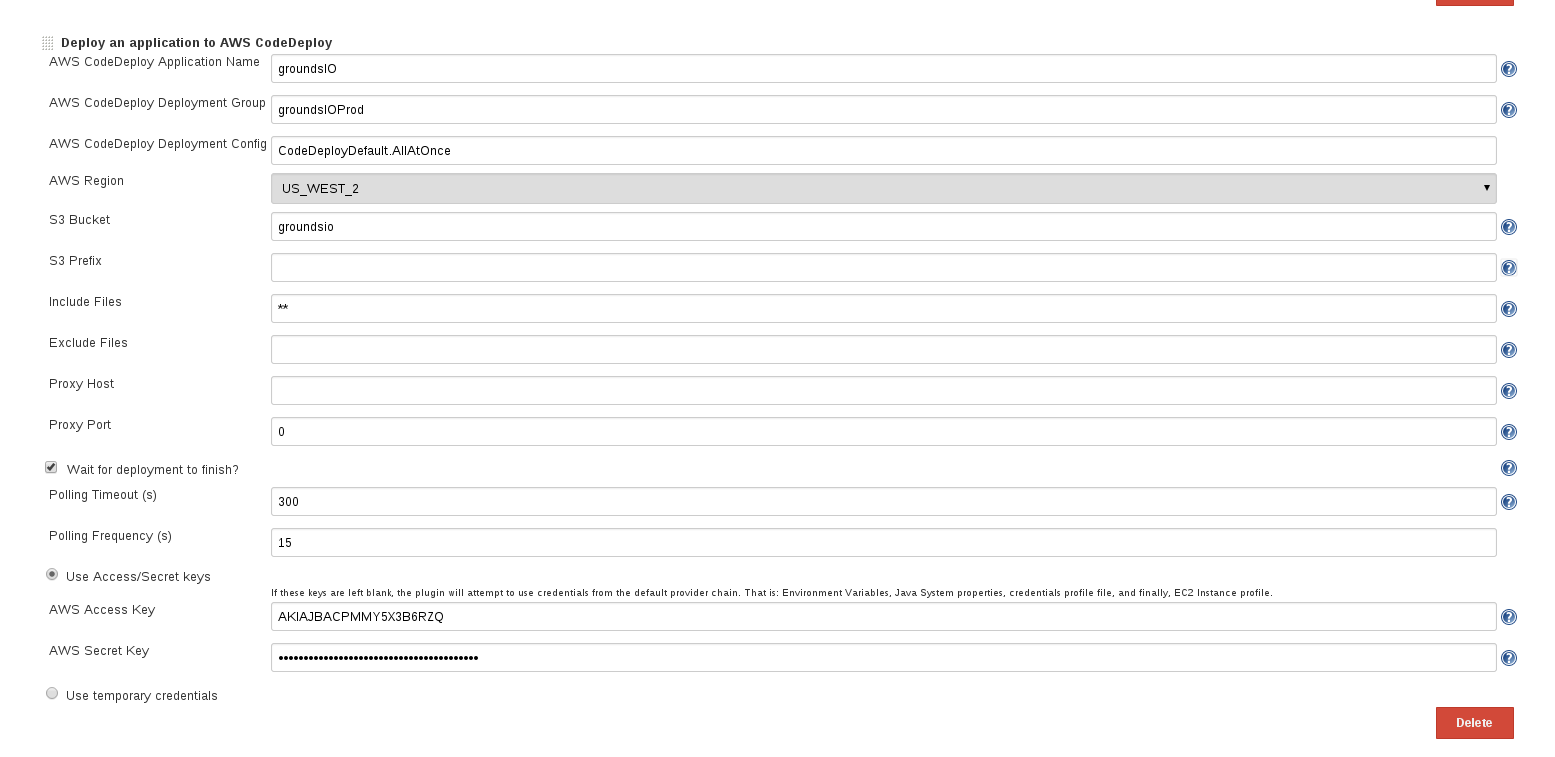 Deploy an application to AWS CodeDeploy
AWS CodeDeploy Application Name
groundsIO
AWS CodeDeploy Deployment Group
groundsIOProd
AWS CodeDeploy Deployment Config
CodeDeployDefault.AllAtOnce
AWS Region
US_WEST_2
S3 Bucket
groundsio
S3 Prefix
Include Files
**
Exclude Files
Proxy Host
Proxy Port
0
Wait for deployment to finish?
Polling Timeout (s)
300
Polling Frequency (s)
15
Use Access/Secret keys
If these keys are left blank, the plugin will attempt to use credentials from the default provider chain. That is: Environment Variables, Java System properties, credentials profile file, and finally, EC2 Instance profile.
AWS Access Key
AKIAJBACPMMY5X3B6RZQ
AWS Secret Key
••••••••••••••••••••••••••••••••••••••••
Use temporary credentials
Delete